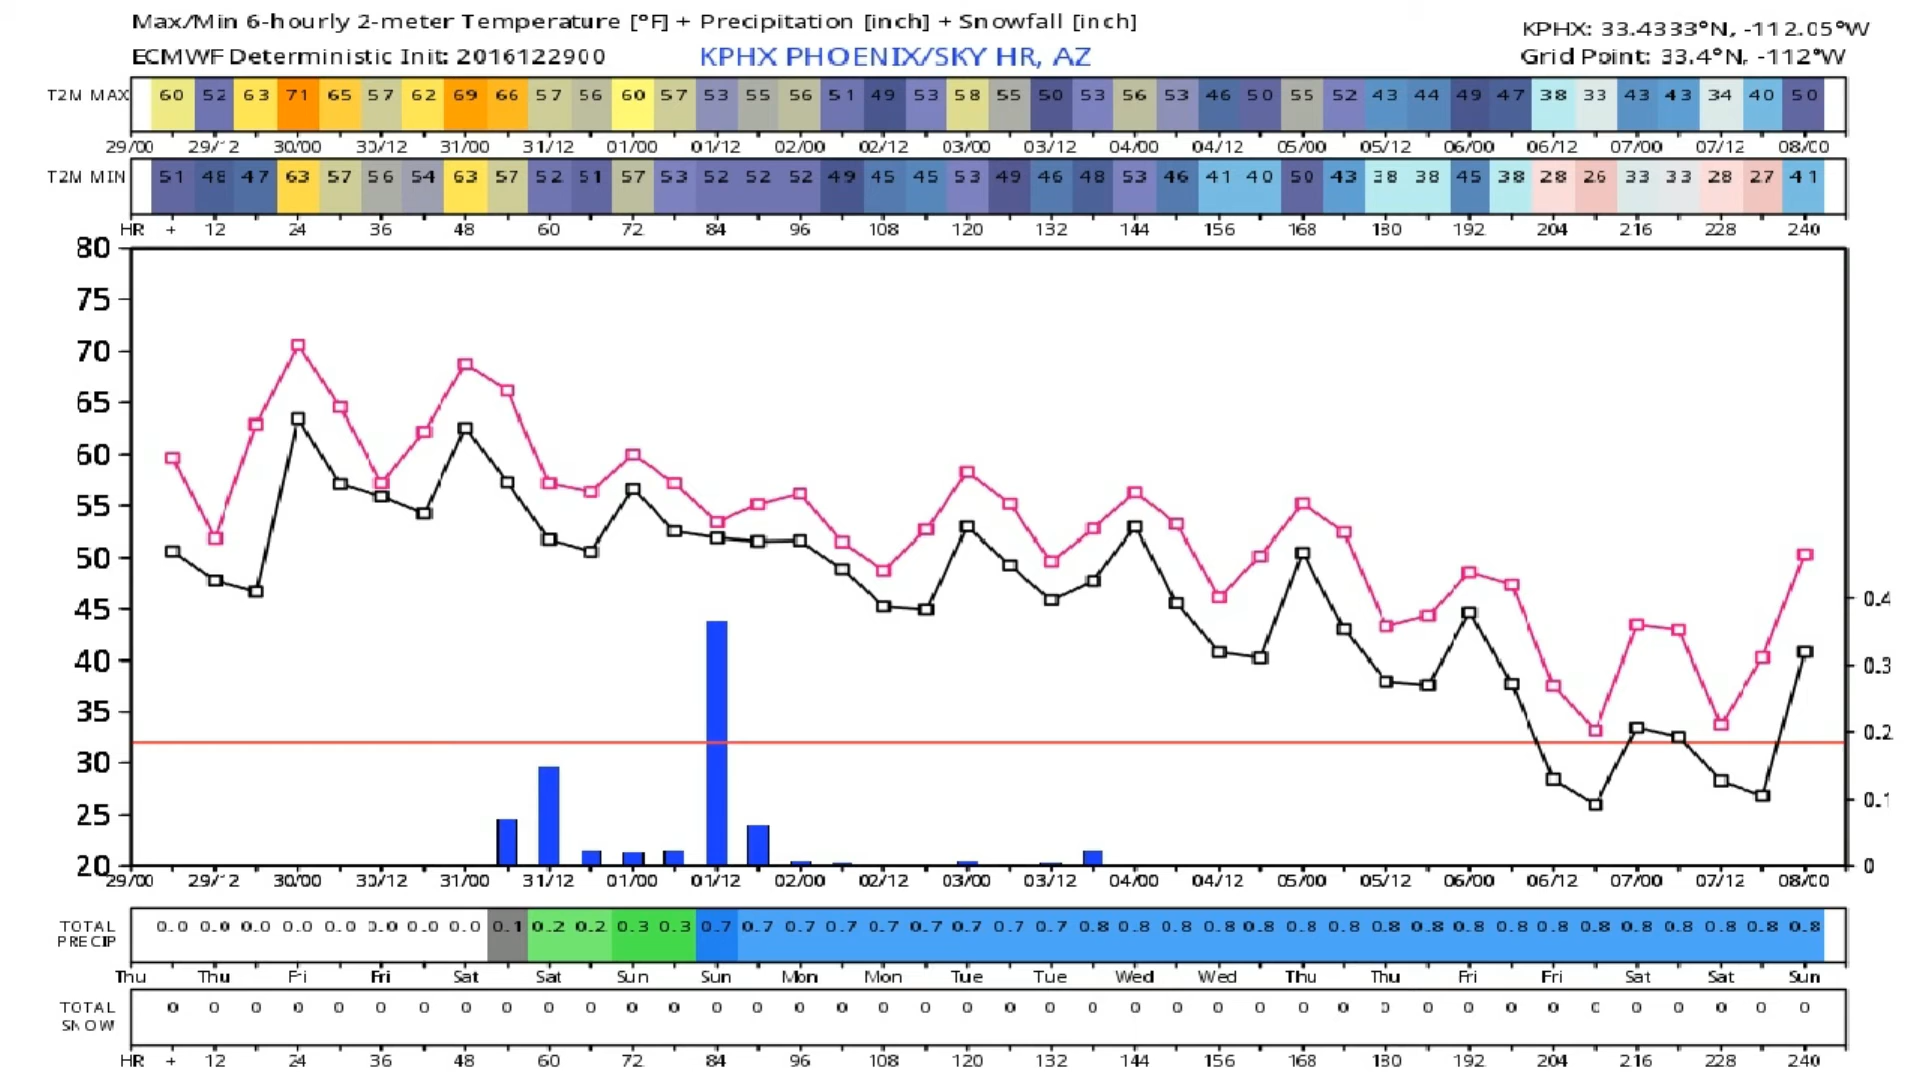 Max/Min 6-hourly 2-meter Temperature [°F] + Precipitation [inch] + Snowfall [inch]
KPHX: 33.4333°N, -112.05°W
ECMWF Deterministic Init: 2016122900 KPHX PHOENIX/SKY HR, AZ Grid Point: 33.4°N, -112°W
T2M MAX 60 52 63 71 65 57 62 69 66 57 56 60 57 53 55 56 51 49 53 58 55 50 53 56 53 46 50 55 52 43 44 49 47 38 33 43 43 34 40 50
29/00 29/12 30/00 30/12 31/00 31/12 01/00 01/12 02/00 02/12 03/00 03/12 04/00 04/12 05/00 05/12 06/00 06/12 07/00 07/12 08/00
T2M MIN 51 48 47 63 57 56 54 63 57 52 51 57 53 52 52 52 49 45 45 53 49 46 48 53 46 41 40 50 43 38 38 45 38 28 26 33 33 28 27 41
HR + 12 24 36 48 60 72 84 96 108 120 132 144 156 168 180 192 204 216 228 240
80
75
70
65
60
55
50
45 0.4
40 0.3
35
30 0.2
25 0.1
20 0
29/00 29/12 30/00 30/12 31/00 31/12 01/00 01/12 02/00 02/12 03/00 03/12 04/00 04/12 05/00 05/12 06/00 06/12 07/00 07/12 08/00
TOTAL PRECIP 0.0 0.0 0.0 0.0 0.0 0.0 0.0 0.0 0.1 0.2 0.2 0.3 0.3 0.7 0.7 0.7 0.7 0.7 0.7 0.7 0.7 0.7 0.8 0.8 0.8 0.8 0.8 0.8 0.8 0.8 0.8 0.8 0.8 0.8 0.8 0.8 0.8 0.8 0.8 0.8
Thu Thu Fri Fri Sat Sat Sun Sun Mon Mon Tue Tue Wed Wed Thu Thu Fri Fri Sat Sat Sun
TOTAL SNOW 0 0 0 0 0 0 0 0 0 0 0 0 0 0 0 0 0 0 0 0 0 0 0 0 0 0 0 0 0 0 0 0 0 0 0 0 0 0 0 0
HR + 12 24 36 48 60 72 84 96 108 120 132 144 156 168 180 192 204 216 228 240